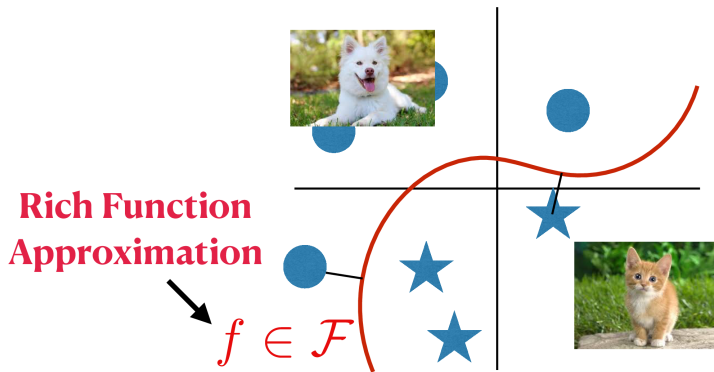 Rich Function
Approximation
f ∈ ℱ